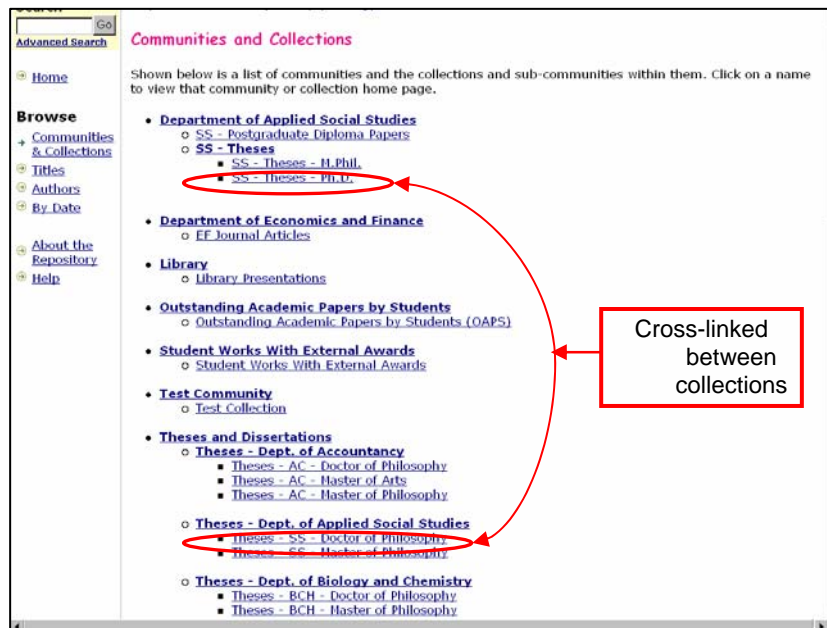 Search
Go
Advanced Search
Home
Browse
Communities
& Collections
Titles
Authors
By Date
About the
Repository
Help
Communities and Collections
Shown below is a list of communities and the collections and sub-communities within them. Click on a name
to view that community or collection home page.
Department of Applied Social Studies
SS - Postgraduate Diploma Papers
SS - Theses
SS - Theses - M.Phil.
SS - Theses - Ph.D.
Department of Economics and Finance
EF Journal Articles
Library
Library Presentations
Outstanding Academic Papers by Students
Outstanding Academic Papers by Students (OAPS)
Student Works With External Awards
Student Works With External Awards
Test Community
Test Collection
Theses and Dissertations
Theses - Dept. of Accountancy
Theses - AC - Doctor of Philosophy
Theses - AC - Master of Arts
Theses - AC - Master of Philosophy
Theses - Dept. of Applied Social Studies
Theses - SS - Doctor of Philosophy
Theses - SS - Master of Philosophy
Theses - Dept. of Biology and Chemistry
Theses - BCH - Doctor of Philosophy
Theses - BCH - Master of Philosophy
Cross-linked
between
collections